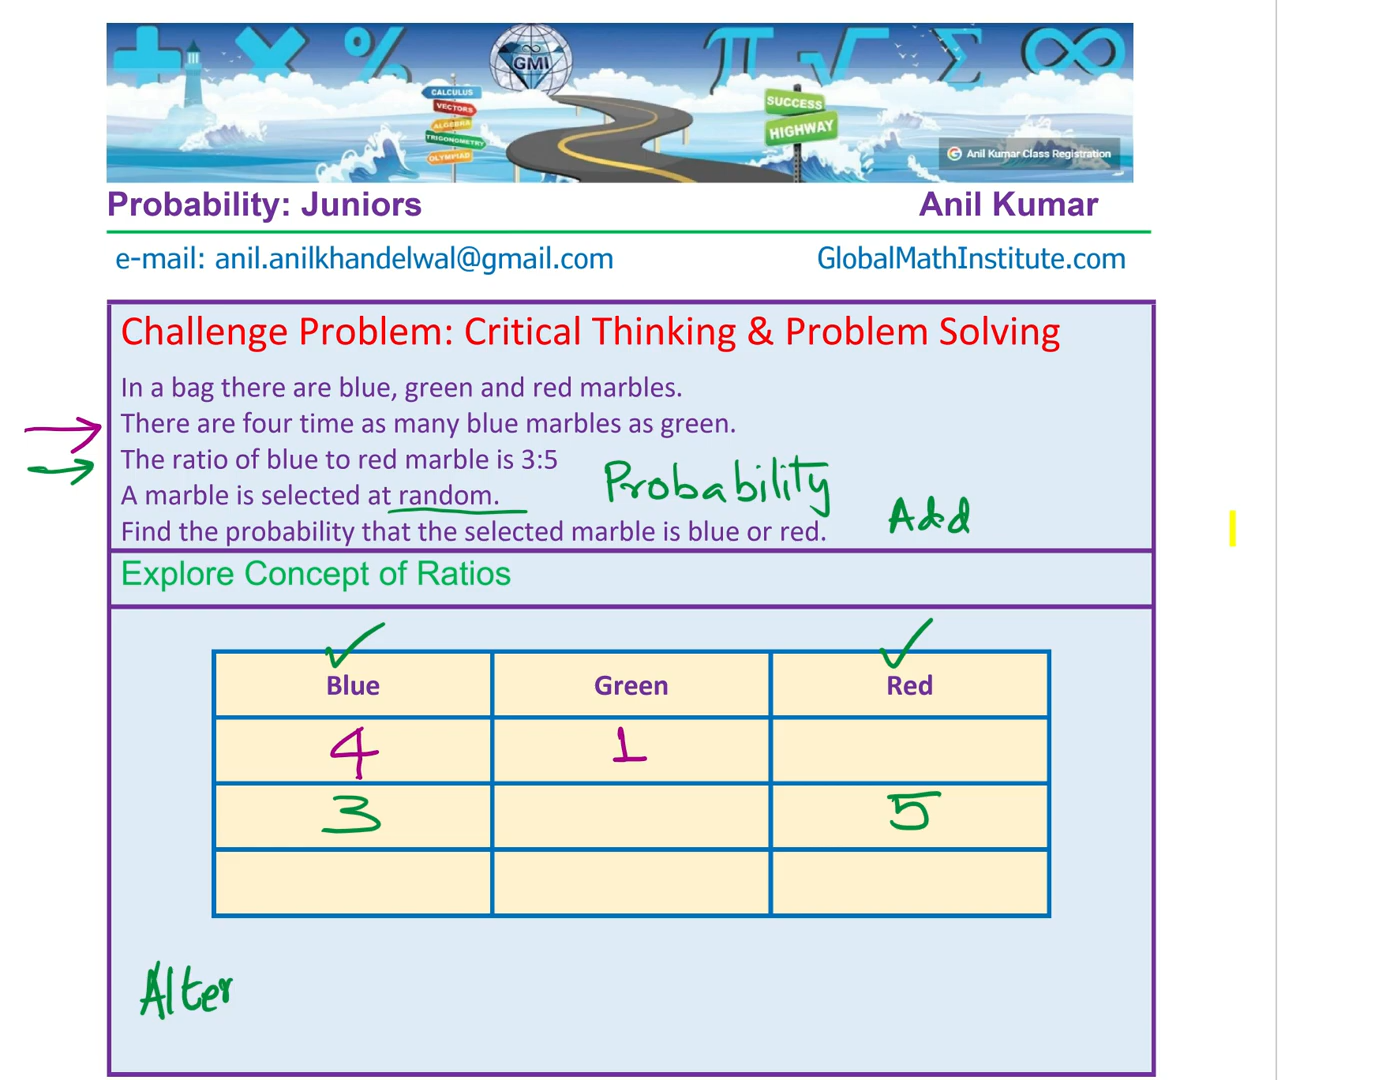 GMI
CALCULUS
VECTORS
ALGEBRA
TRIGONOMETRY
OLYMPIAD
SUCCESS
HIGHWAY
Anil Kumar Class Registration
Probability: Juniors
Anil Kumar
e-mail: anil.anilkhandelwal@gmail.com
GlobalMathInstitute.com
Challenge Problem: Critical Thinking & Problem Solving
In a bag there are blue, green and red marbles.
There are four time as many blue marbles as green.
The ratio of blue to red marble is 3:5
A marble is selected at random.
Probability
Find the probability that the selected marble is blue or red.
Add
Explore Concept of Ratios
Blue Green Red
4 1
3 5
Alter